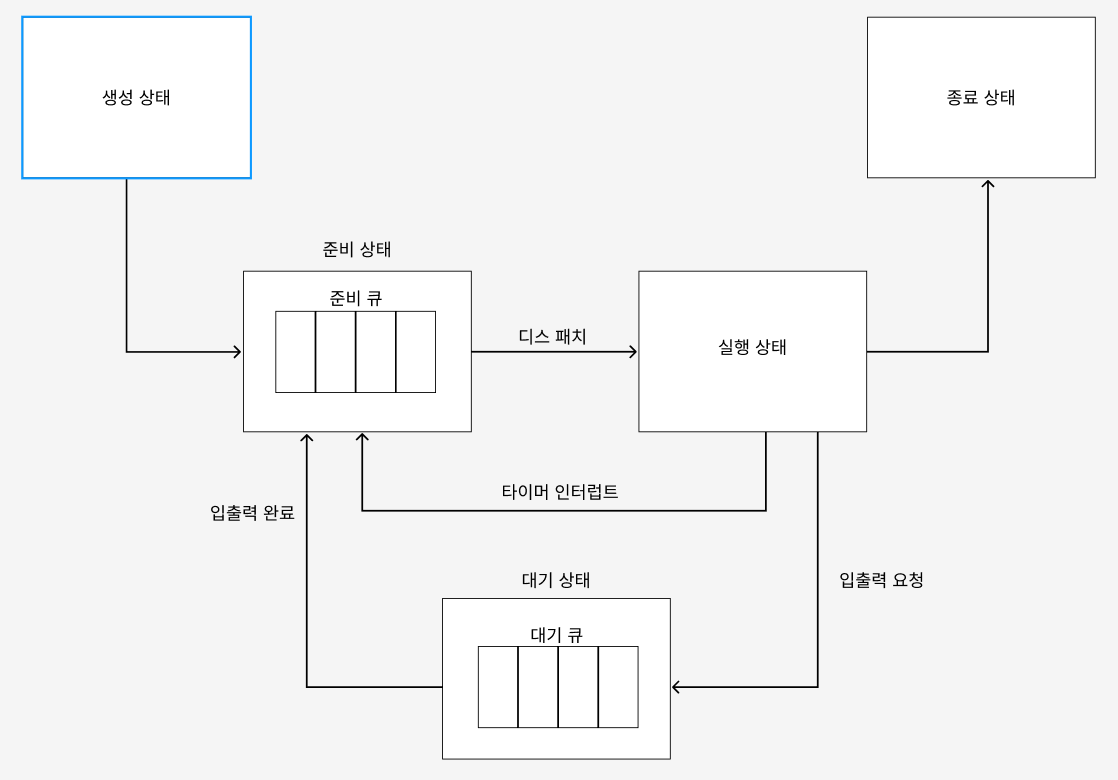 생성 상태
종료 상태
준비 상태
준비 큐
디스 패치
실행 상태
타이머 인터럽트
입출력 완료
대기 상태
입출력 요청
대기 큐